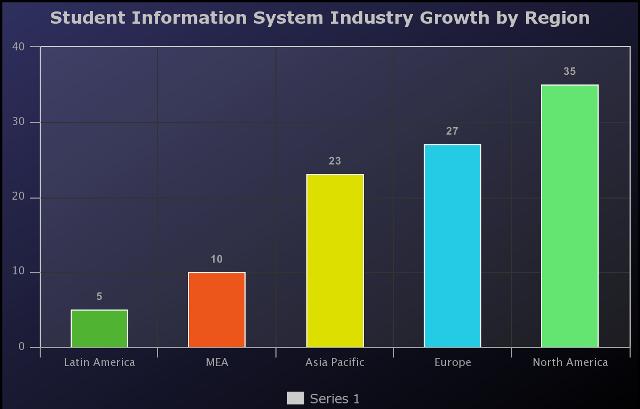 Student Information System Industry Growth by Region
40
30
20
10
0
5
10
23
27
35
Latin America
MEA
Asia Pacific
Europe
North America
Series 1